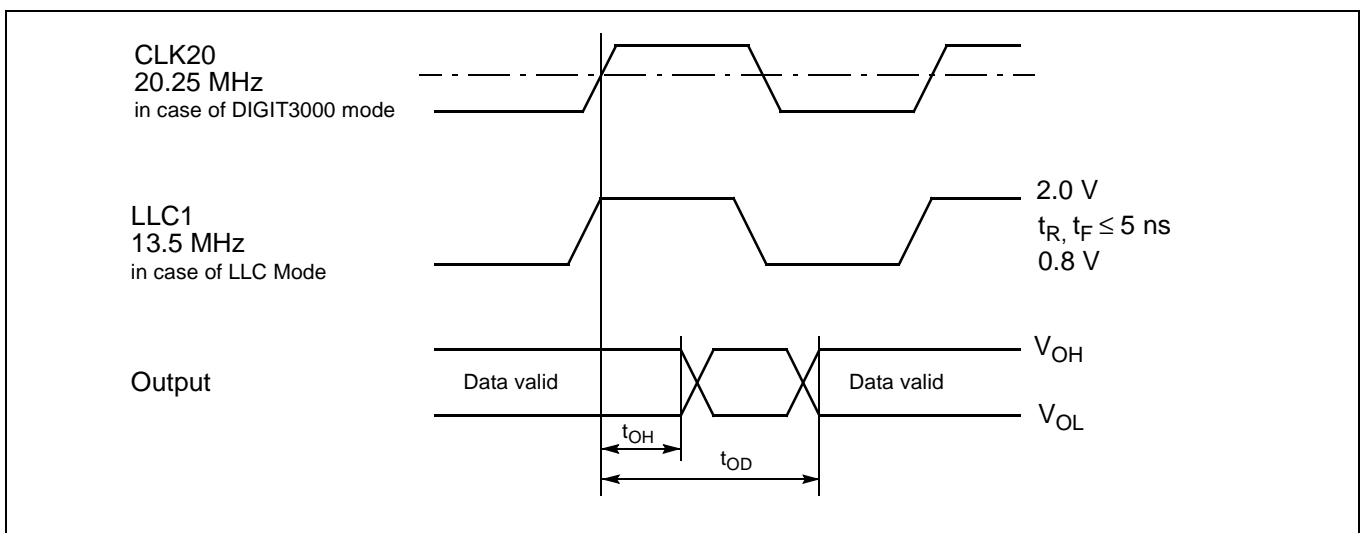 CLK20
20.25 MHz
in case of DIGIT3000 mode
LLC1
13.5 MHz
in case of LLC Mode
2.0 V
tR, tF ≤ 5 ns
0.8 V
Output
Data valid
Data valid
VOH
VOL
tOH
tOD